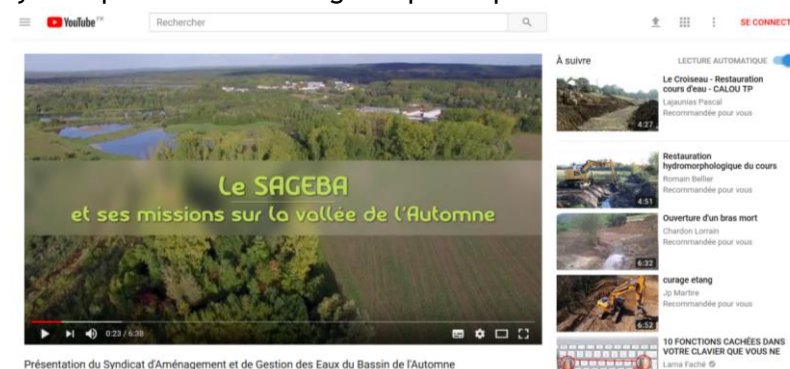 YouTube FR
Rechercher
SE CONNECT
Le SAGEBA
et ses missions sur la vallée de l'Automne
0:23 / 6:38
Présentation du Syndicat d'Aménagement et de Gestion des Eaux du Bassin de l'Automne
À suivre
LECTURE AUTOMATIQUE
4:27
Le Croiseau - Restauration
cours d'eau - CALOU TP
Lajaunias Pascal
Recommandée pour vous
4:51
Restauration
hydromorphologique du cours
Romain Bellier
Recommandée pour vous
6:32
Ouverture d'un bras mort
Chardon Lorrain
Recommandée pour vous
6:52
curage etang
Jp Martire
Recommandée pour vous
10 FONCTIONS CACHÉES DANS
VOTRE CLAVIER QUE VOUS NE
Lama Faché